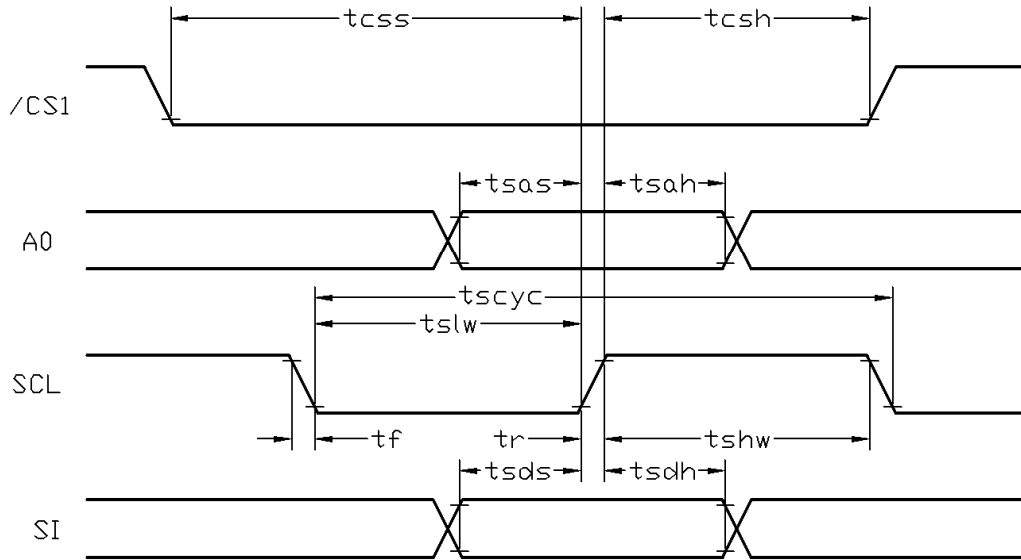 tcss tcsh
/CS1
tsas tsah
A0
tscyc
tslw
SCL
tf tr tshw
tsds tsdh
SI